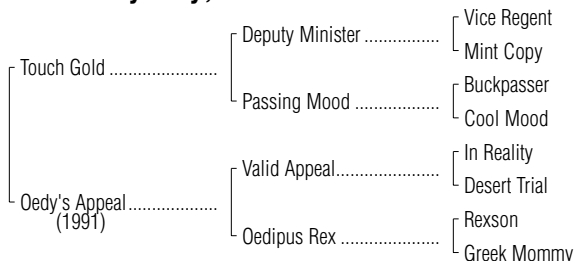 Vice Regent
Deputy Minister ..................
Mint Copy
Touch Gold ..........................
Buckpasser
Passing Mood ....................
Cool Mood
In Reality
Valid Appeal.........................
Desert Trial
Oedy's Appeal.....................
(1991)
Rexson
Oedipus Rex .......................
Greek Mommy